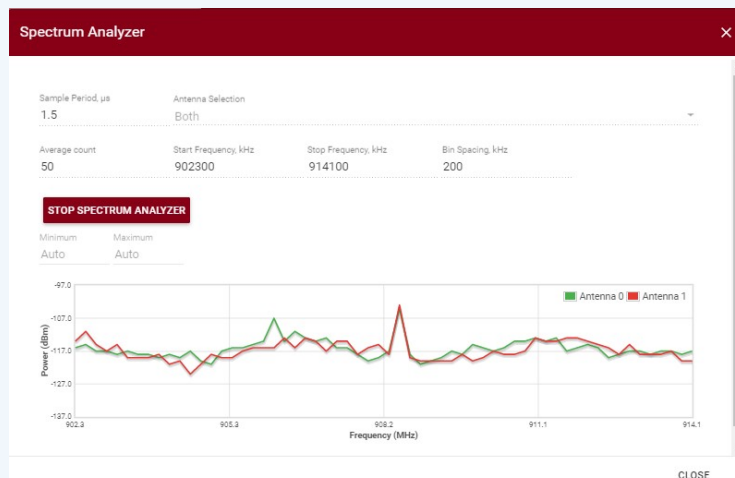 Spectrum Analyzer
Sample Period, µs Antenna Selection
1.5 Both
Average count Start Frequency, kHz Stop Frequency, kHz Bin Spacing, kHz
50 902300 914100 200
STOP SPECTRUM ANALYZER
Minimum Maximum
Auto Auto
-97.0
Antenna 0 Antenna 1
-107.0
Power (dBm)
-117.0
-127.0
-137.0
902.3 905.3 908.2 911.1 914.1
Frequency (MHz)
CLOSE